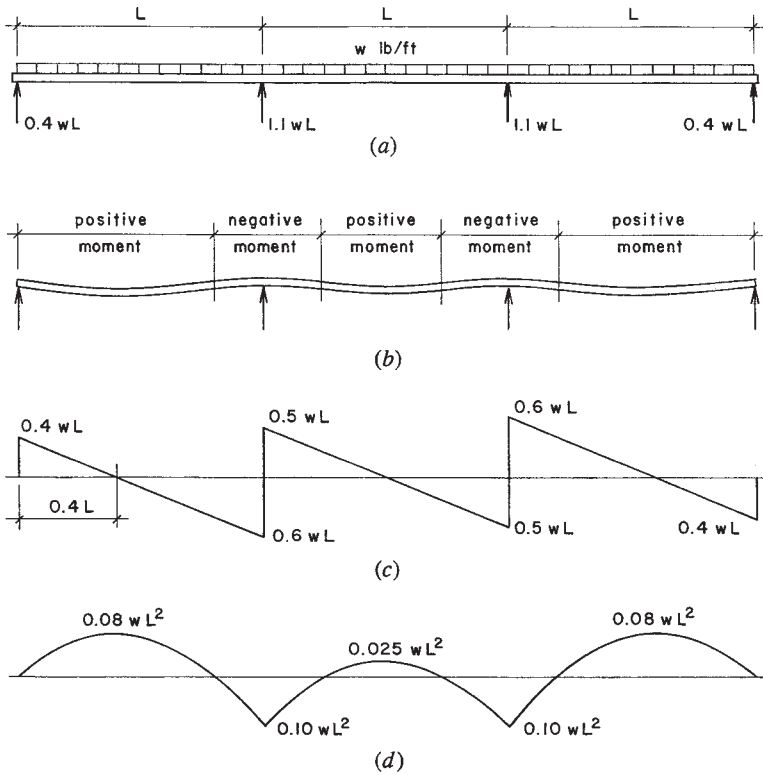 L L L
w lb/ft
0.4 wL 1.1 wL 1.1 wL 0.4 wL
(a)
positive negative positive negative positive
moment moment moment moment moment
(b)
0.4 wL 0.5 wL 0.6 wL
0.4 L
0.6 wL 0.5 wL 0.4 wL
(c)
0.08 wL² 0.025 wL² 0.08 wL²
0.10 wL² 0.10 wL²
(d)